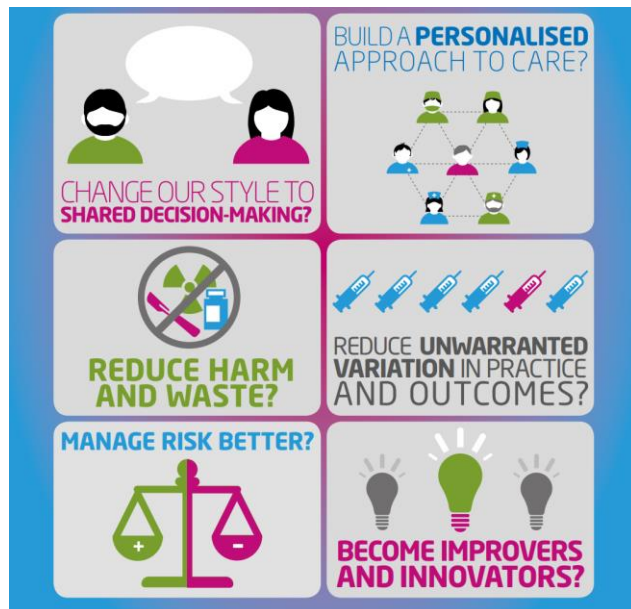 CHANGE OUR STYLE TO
SHARED DECISION-MAKING?
BUILD A PERSONALISED
APPROACH TO CARE?
REDUCE HARM
AND WASTE?
REDUCE UNWARRANTED
VARIATION IN PRACTICE
AND OUTCOMES?
MANAGE RISK BETTER?
+
-
BECOME IMPROVERS
AND INNOVATORS?